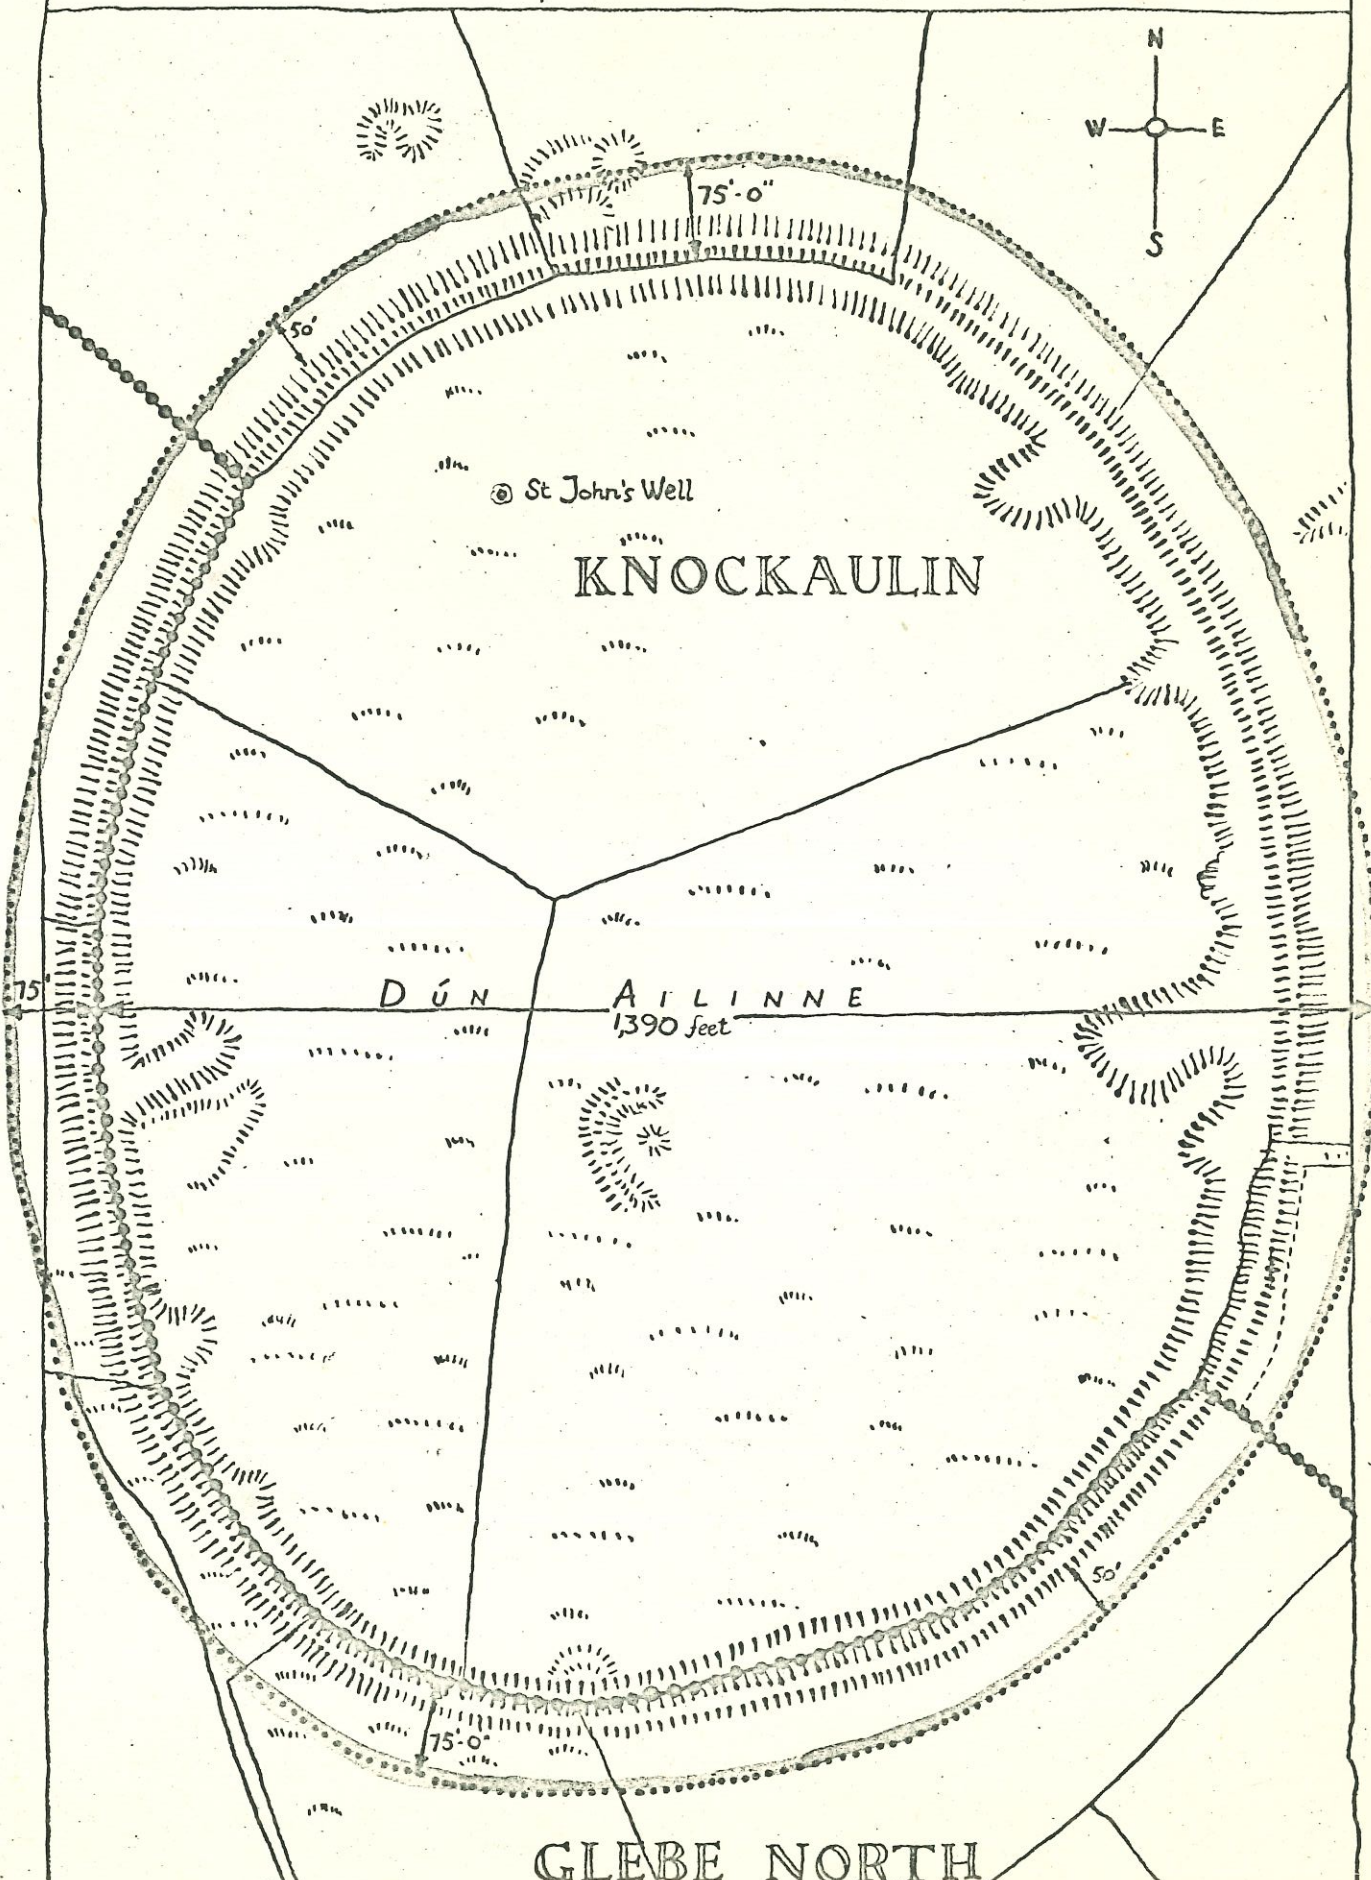 N
W E
S
75'-0"
50'
St John's Well
KNOCKAULIN
75'
DÚN AILINNE
1,390 feet
50'
75-0"
GLEBE NORTH